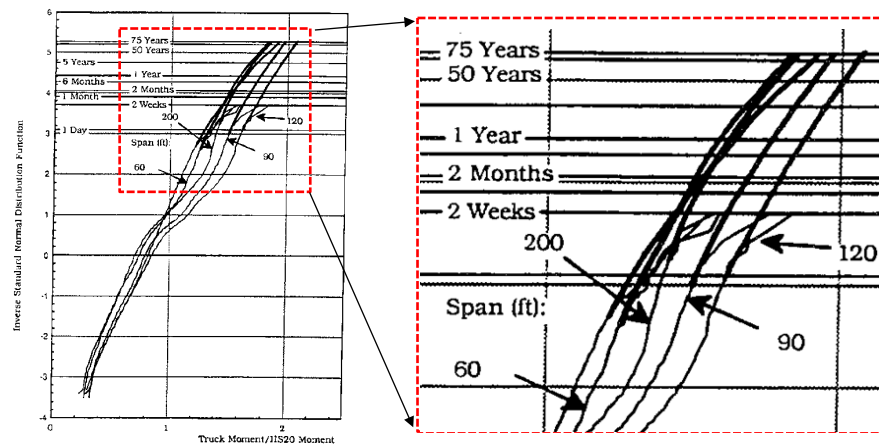 6
75 Years
50 Years
5
5 Years
1 Year
6 Months
4
2 Months
1 Month
2 Weeks
200
120
3
1 Day
Span (ft):
90
2
60
1
0
-1
-2
-3
-4
0
1
2
Inverse Standard Normal Distribution Function
Truck Moment/HS20 Moment
75 Years
50 Years
1 Year
2 Months
2 Weeks
200
120
Span (ft):
90
60